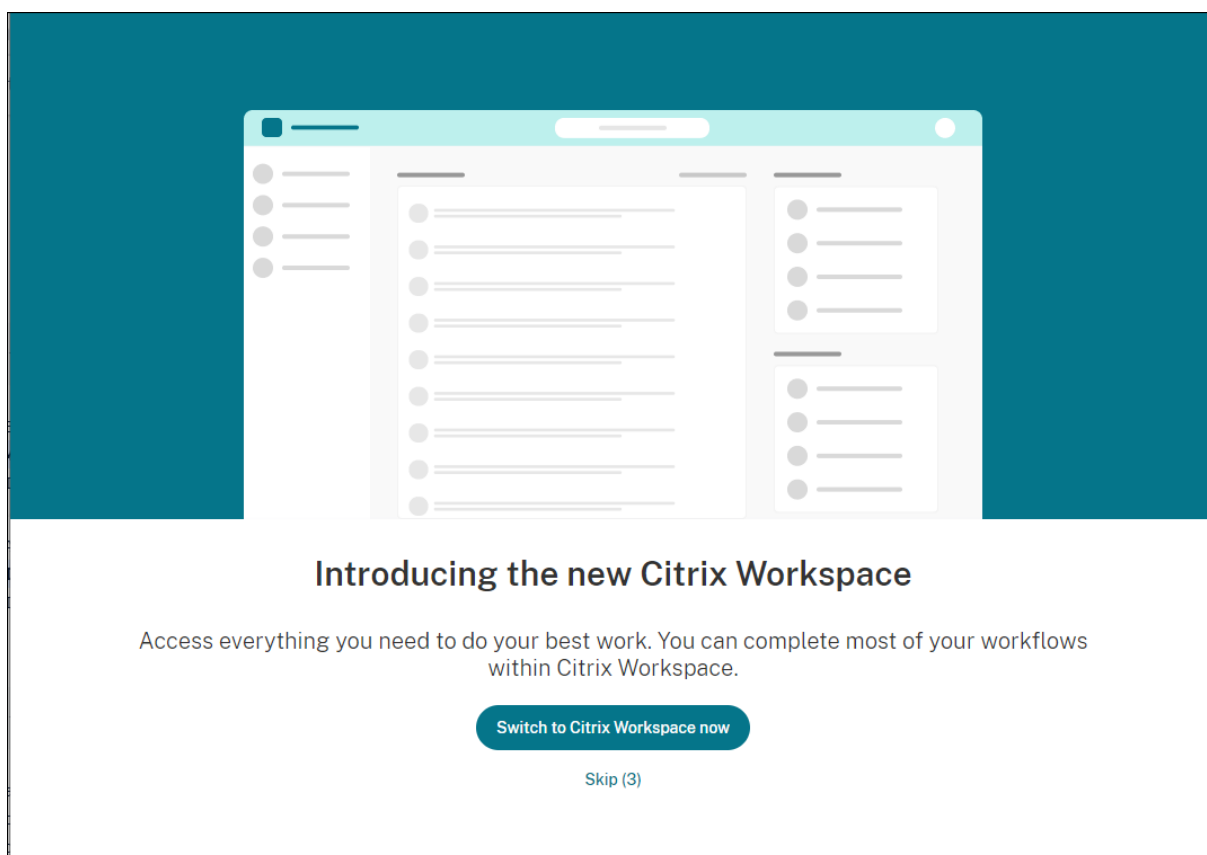 Introducing the new Citrix Workspace
Access everything you need to do your best work. You can complete most of your workflows
within Citrix Workspace.
Switch to Citrix Workspace now
Skip (3)